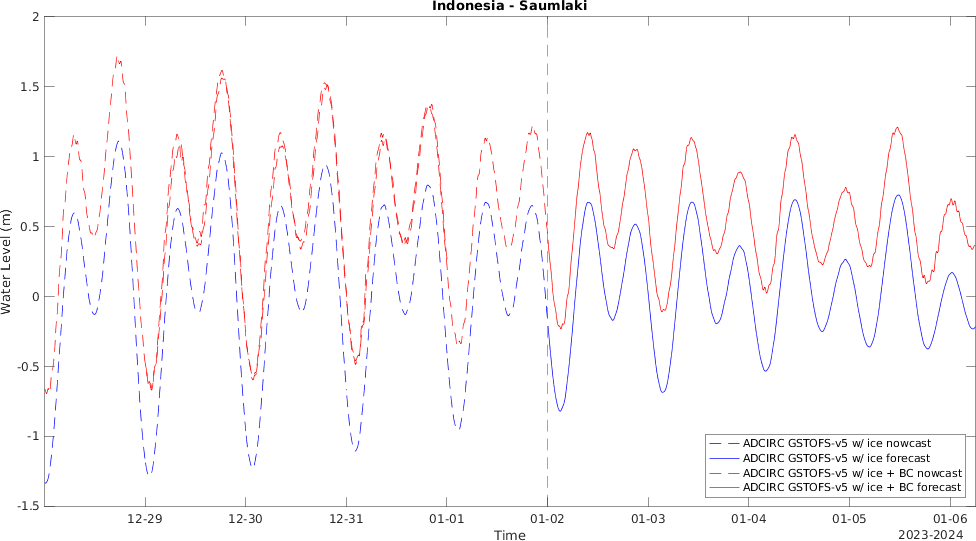 Indonesia - Saumlaki
2
1.5
1
0.5
0
-0.5
-1
-1.5
Water Level (m)
ADCIRC GSTOFS-v5 w/ ice nowcast
ADCIRC GSTOFS-v5 w/ ice forecast
ADCIRC GSTOFS-v5 w/ ice + BC nowcast
ADCIRC GSTOFS-v5 w/ ice + BC forecast
12-29 12-30 12-31 01-01 01-02 01-03 01-04 01-05 01-06
Time
2023-2024